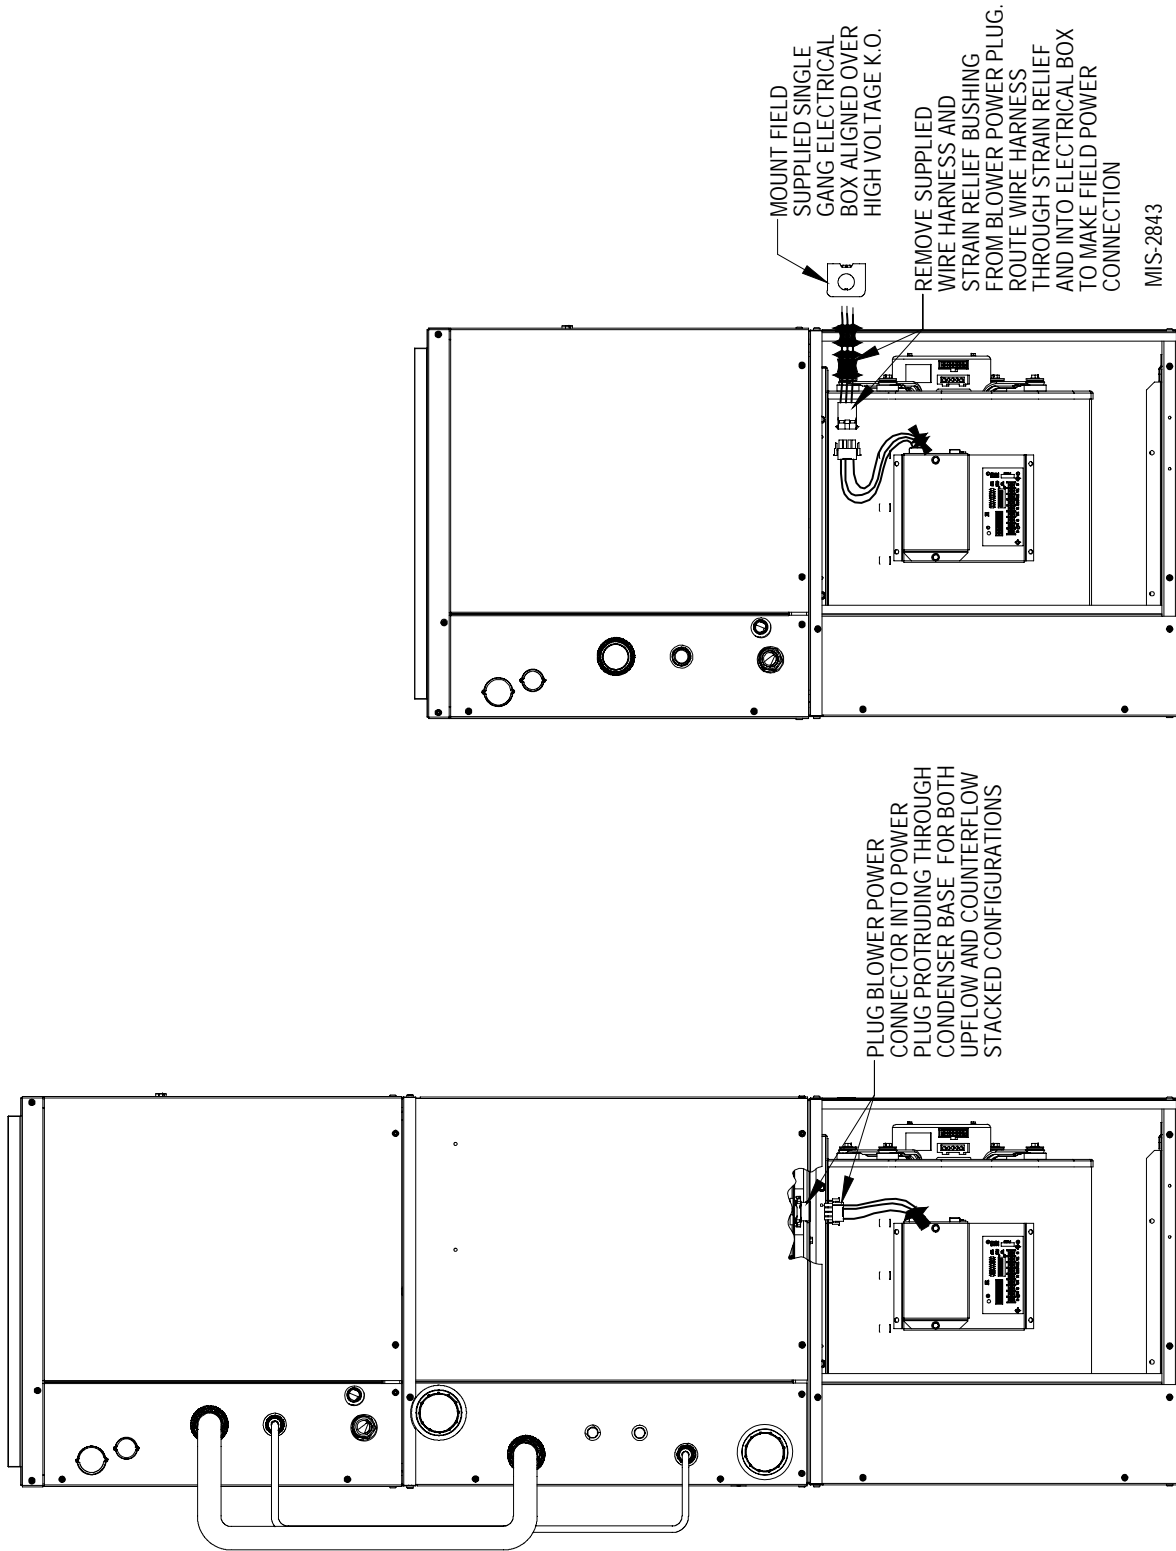 MOUNT FIELD
SUPPLIED SINGLE
GANG ELECTRICAL
BOX ALIGNED OVER
HIGH VOLTAGE K.O.
REMOVE SUPPLIED
WIRE HARNESS AND
STRAIN RELIEF BUSHING
FROM BLOWER POWER PLUG.
ROUTE WIRE HARNESS
THROUGH STRAIN RELIEF
AND INTO ELECTRICAL BOX
TO MAKE FIELD POWER
CONNECTION
MIS-2843
PLUG BLOWER POWER
CONNECTOR INTO POWER
PLUG PROTRUDING THROUGH
CONDENSER BASE FOR BOTH
UPFLOW AND COUNTERFLOW
STACKED CONFIGURATIONS